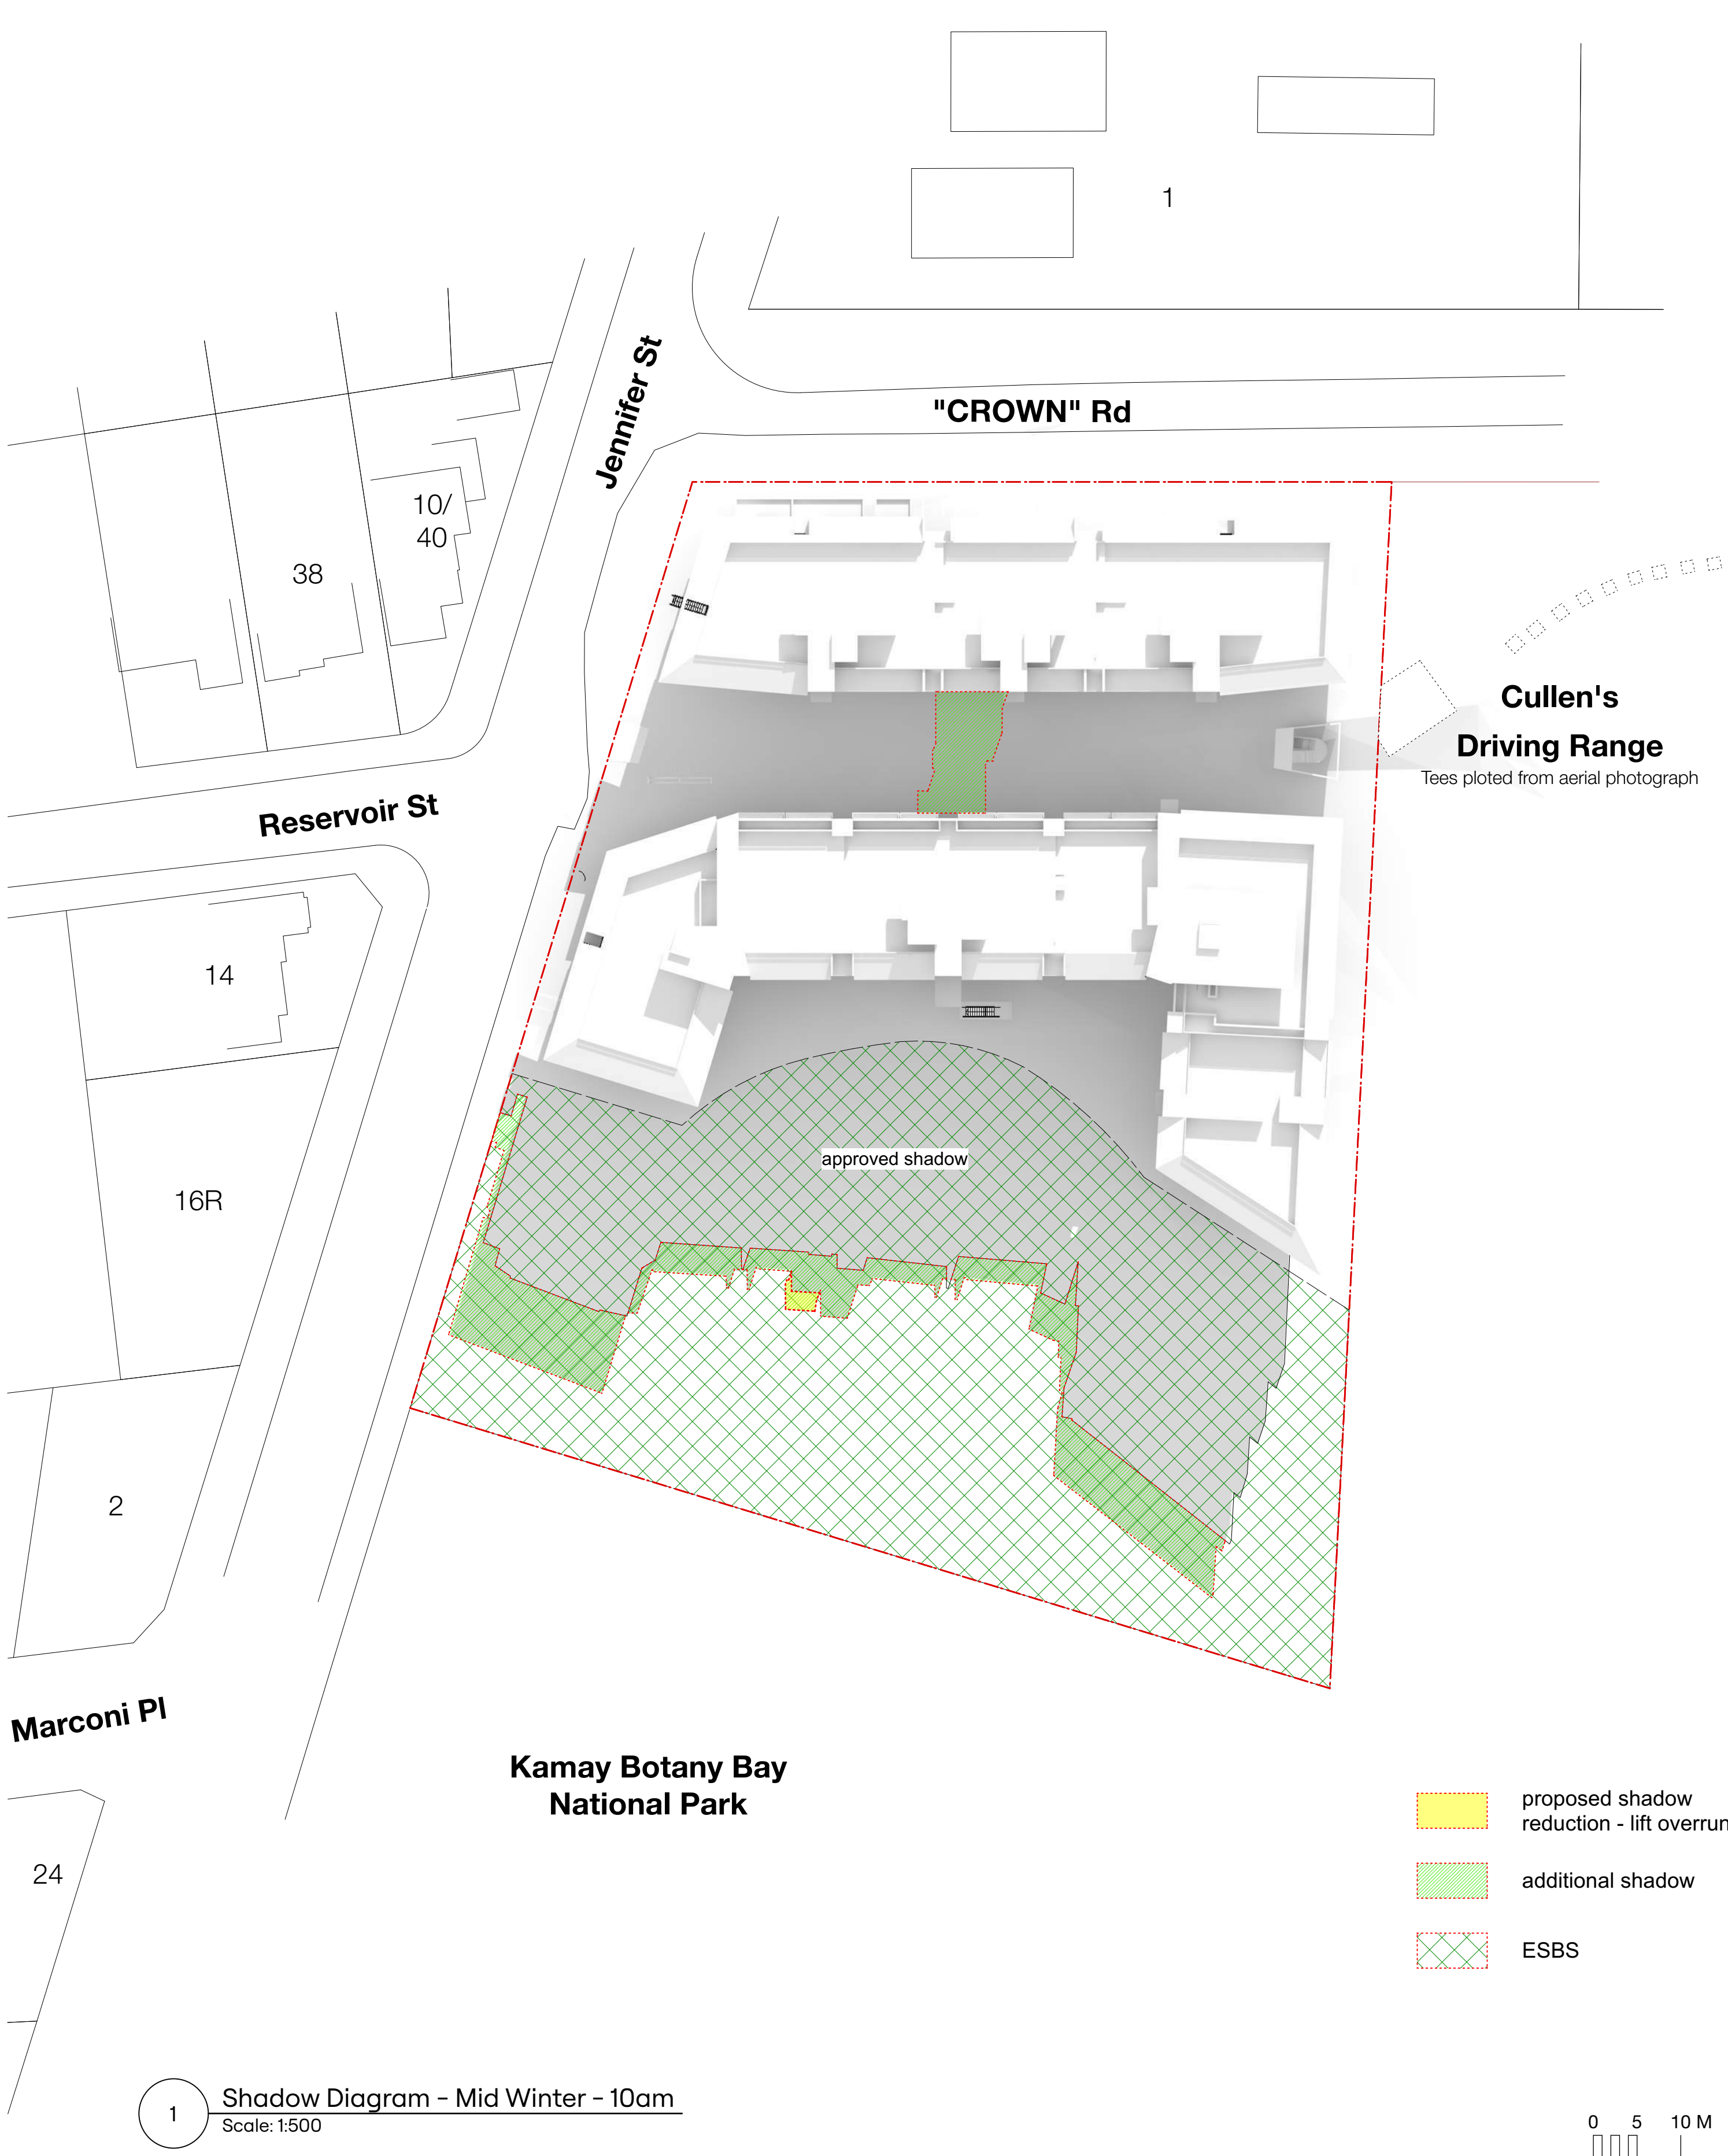 1
Jennifer St
"CROWN" Rd
10/
40
38
Cullen's
Driving Range
Tees ploted from aerial photograph
Reservoir St
14
approved shadow
16R
2
Marconi Pl
Kamay Botany Bay
National Park
24
proposed shadow
reduction - lift overrun
additional shadow
ESBS
1
Shadow Diagram - Mid Winter - 10am
Scale: 1:500
0 5 10 M